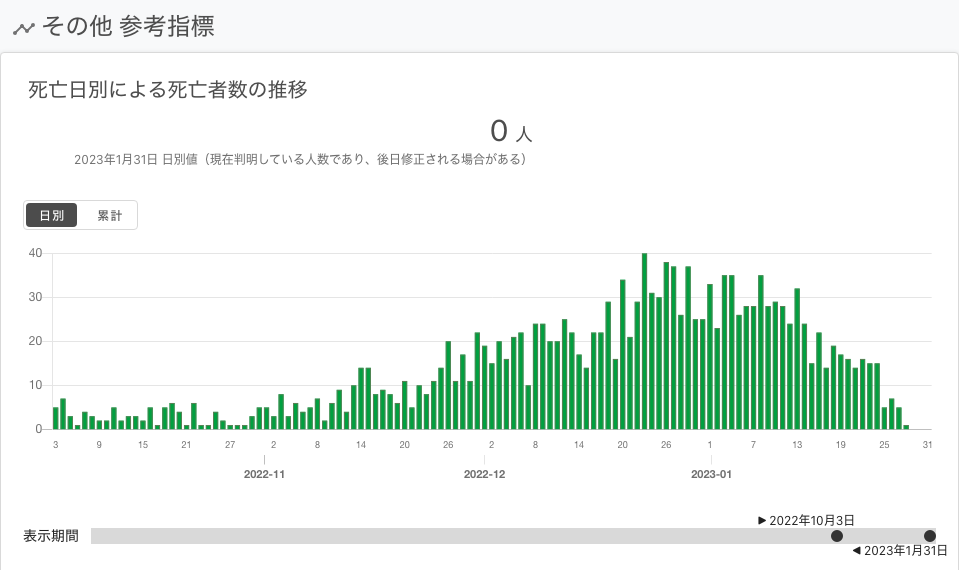 その他 参考指標
死亡日別による死亡者数の推移
0 人
2023年1月31日 日別値（現在判明している人数であり、後日修正される場合がある）
日別 累計
40
30
20
10
0
3 9 15 21 27 2 8 14 20 26 2 8 14 20 26 1 7 13 19 25 31
2022-11 2022-12 2023-01
▶ 2022年10月3日
表示期間
◀ 2023年1月31日